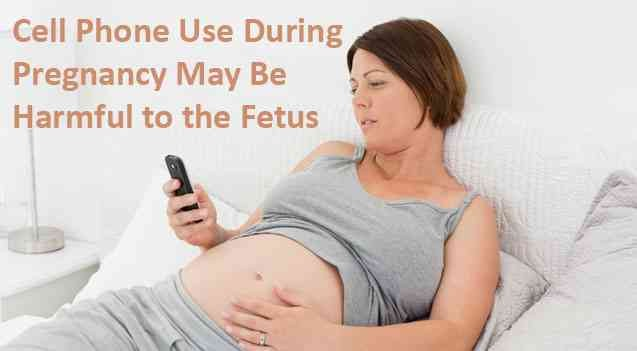 Cell Phone Use During
Pregnancy May Be
Harmful to the Fetus